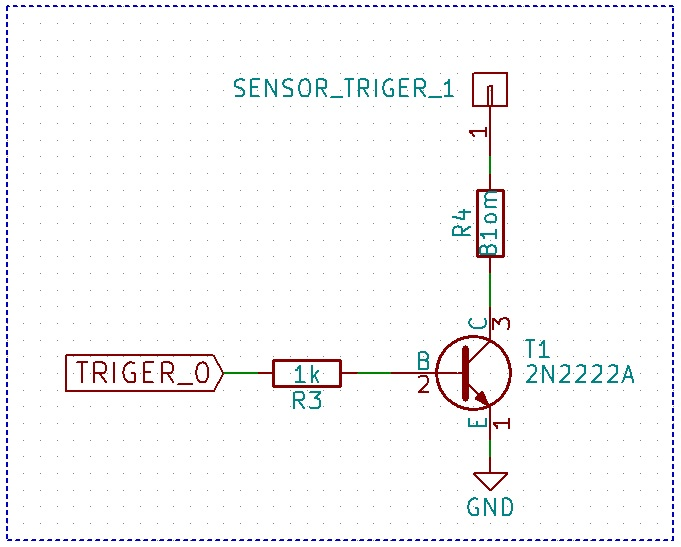 SENSOR_TRIGER_1
1
R4
B1om
C
3
TRIGER_0
1k
R3
B
2
T1
2N2222A
E
1
GND